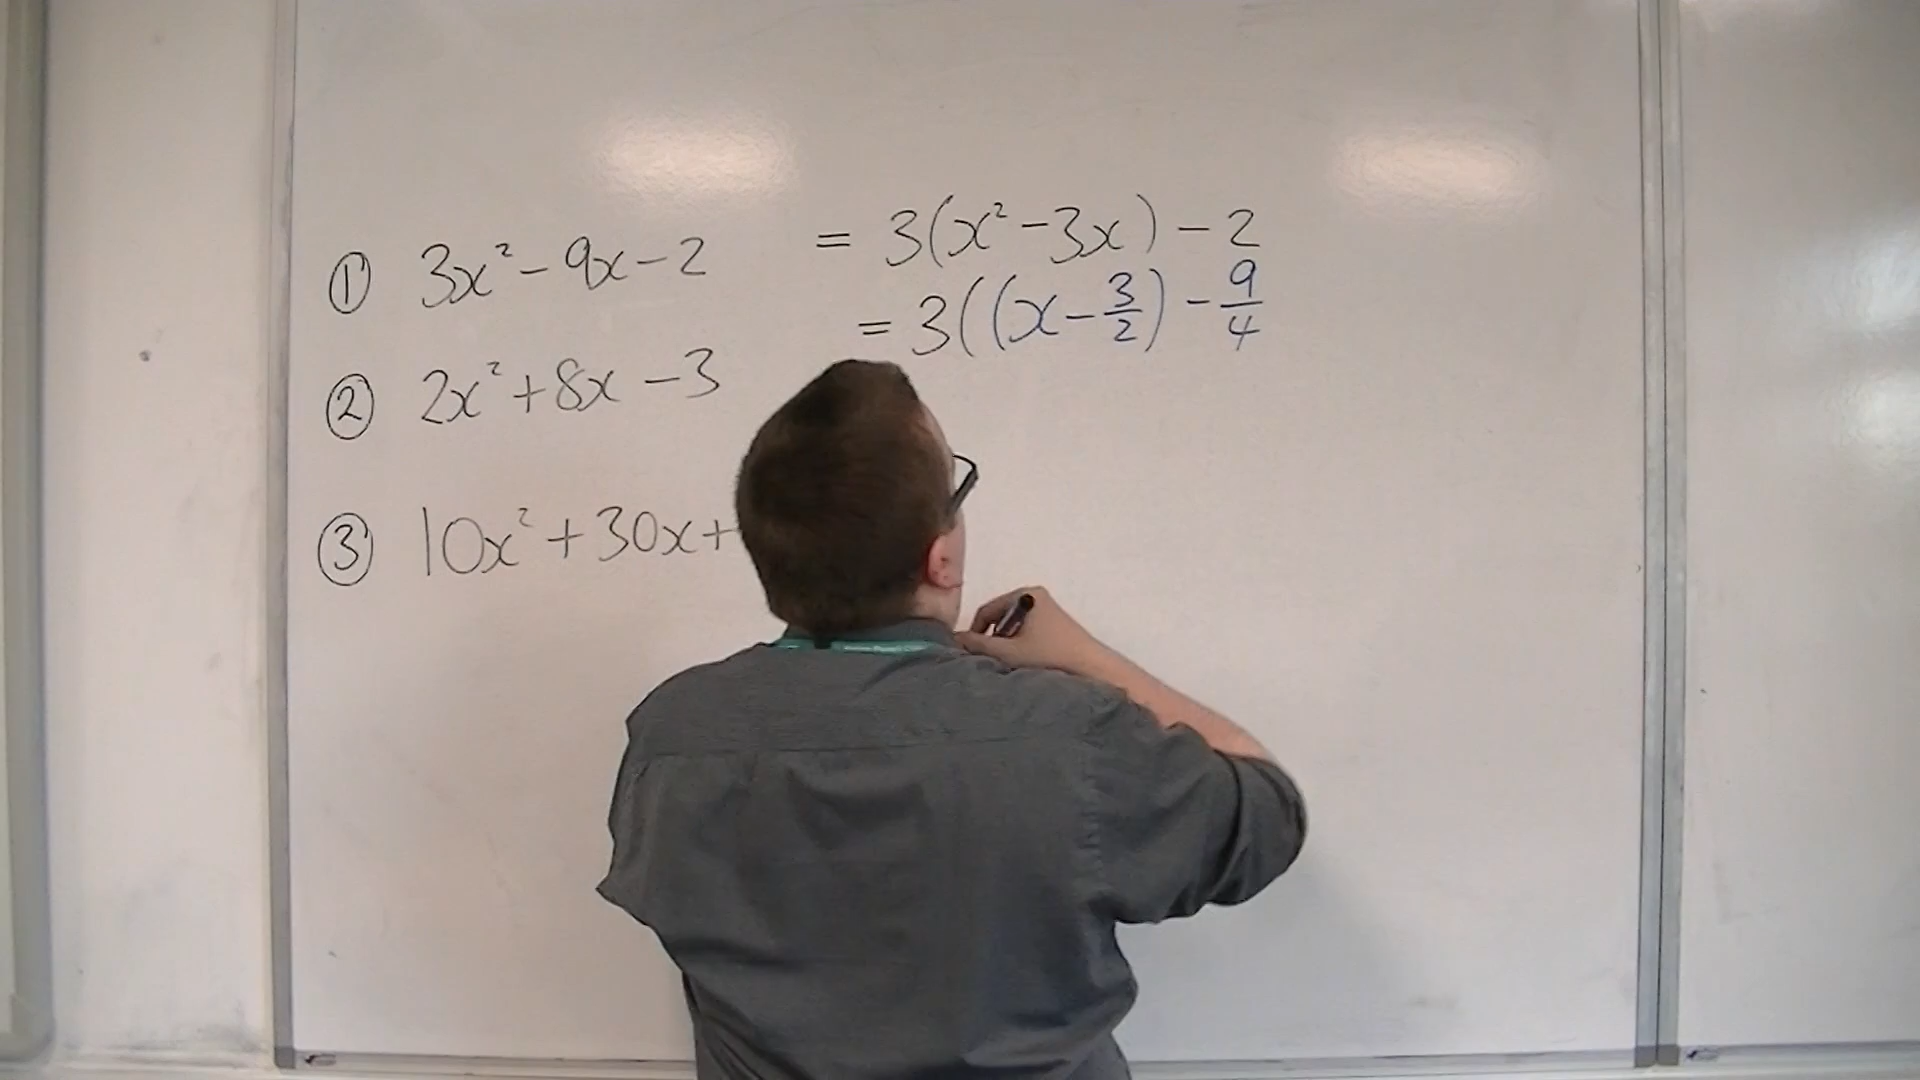 ① 3x² - 9x - 2 = 3(x² - 3x) - 2
= 3((x - 3/2) - 9/4
② 2x² + 8x - 3
③ 10x² + 30x +